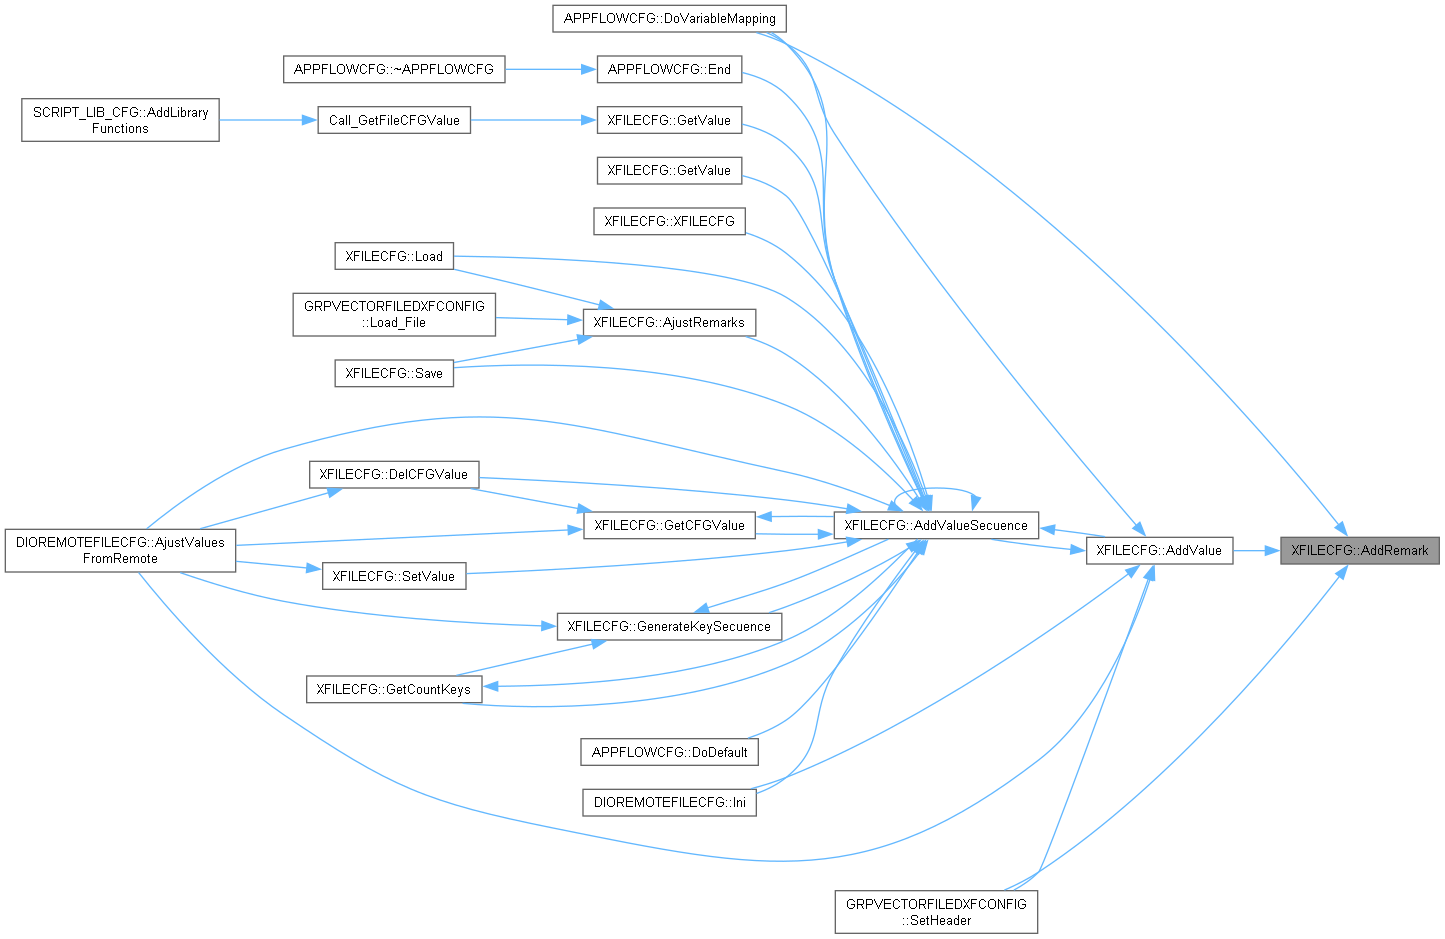 APPFLOWCFG::DoVariableMapping
APPFLOWCFG::~APPFLOWCFG
APPFLOWCFG::End
SCRIPT_LIB_CFG::AddLibrary
Functions
Call_GetFileCFGValue
XFILECFG::GetValue
XFILECFG::GetValue
XFILECFG::XFILECFG
XFILECFG::Load
GRPVECTORFILEDXFCONFIG
::Load_File
XFILECFG::AjustRemarks
XFILECFG::Save
XFILECFG::DelCFGValue
DIOREMOTEFILECFG::AjustValues
FromRemote
XFILECFG::GetCFGValue
XFILECFG::AddValueSecuence
XFILECFG::AddValue
XFILECFG::AddRemark
XFILECFG::SetValue
XFILECFG::GenerateKeySecuence
XFILECFG::GetCountKeys
APPFLOWCFG::DoDefault
DIOREMOTEFILECFG::Ini
GRPVECTORFILEDXFCONFIG
::SetHeader